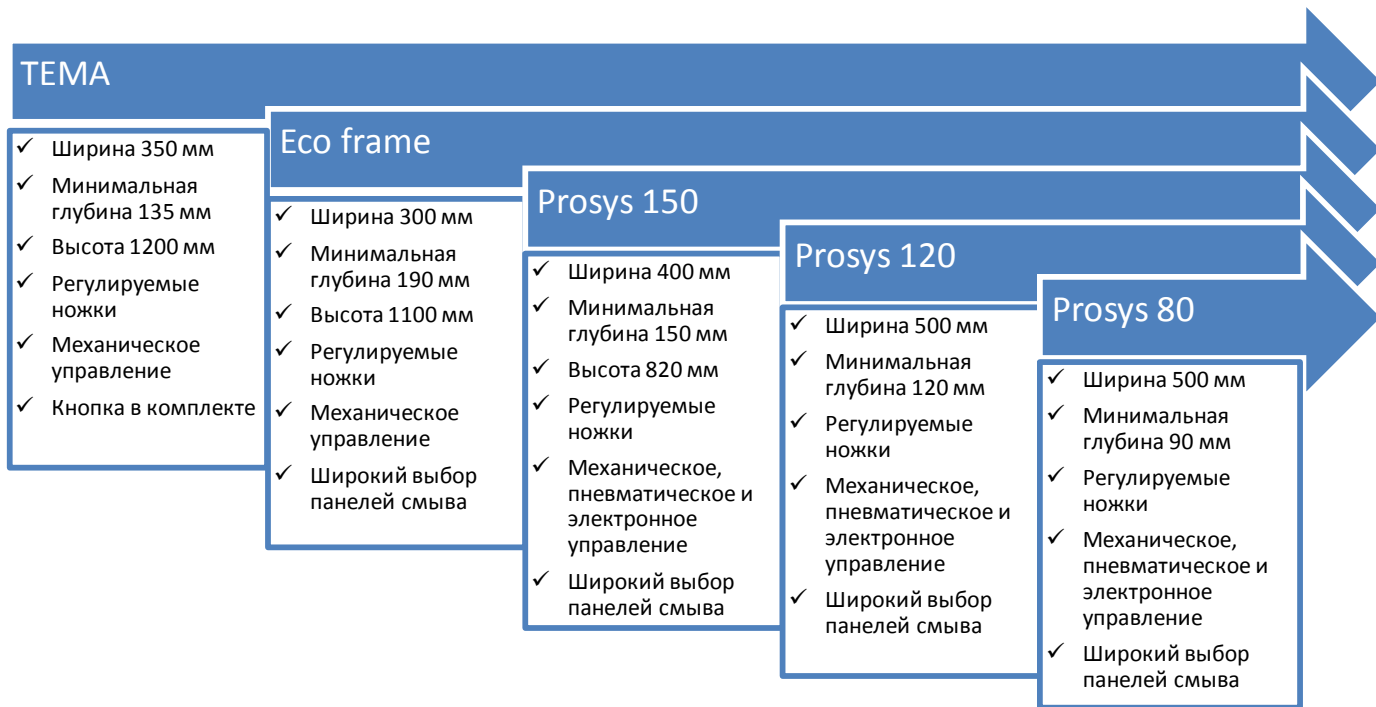 TEMA
✓ Ширина 350 мм
✓ Минимальная
глубина 135 мм
✓ Высота 1200 мм
✓ Регулируемые
ножки
✓ Механическое
управление
✓ Кнопка в комплекте
Eco frame
✓ Ширина 300 мм
✓ Минимальная
глубина 190 мм
✓ Высота 1100 мм
✓ Регулируемые
ножки
✓ Механическое
управление
✓ Широкий выбор
панелей смыва
Prosys 150
✓ Ширина 400 мм
✓ Минимальная
глубина 150 мм
✓ Высота 820 мм
✓ Регулируемые
ножки
✓ Механическое,
пневматическое и
электронное
управление
✓ Широкий выбор
панелей смыва
Prosys 120
✓ Ширина 500 мм
✓ Минимальная
глубина 120 мм
✓ Регулируемые
ножки
✓ Механическое,
пневматическое и
электронное
управление
✓ Широкий выбор
панелей смыва
Prosys 80
✓ Ширина 500 мм
✓ Минимальная
глубина 90 мм
✓ Регулируемые
ножки
✓ Механическое,
пневматическое и
электронное
управление
✓ Широкий выбор
панелей смыва